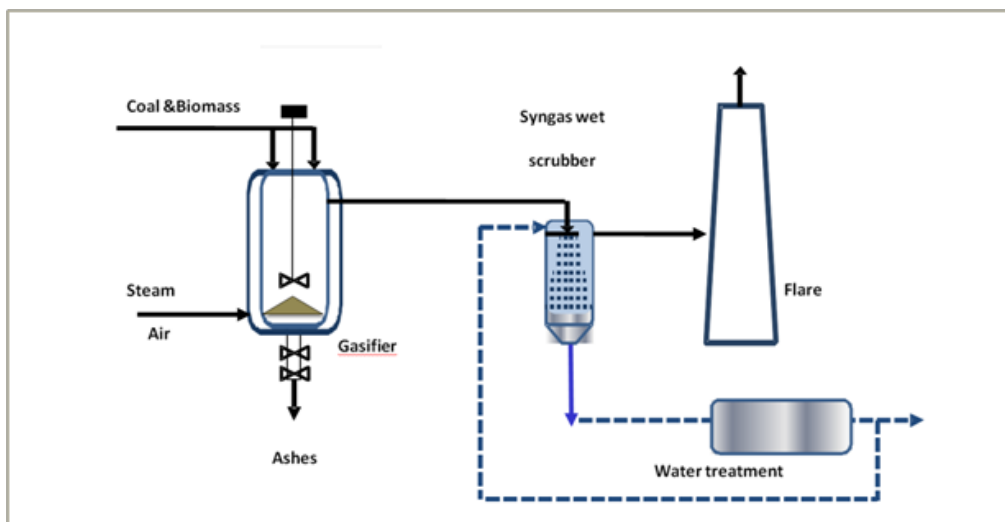 Coal &Biomass
Syngas wet
scrubber
Steam
Air
Gasifier
Flare
Ashes
Water treatment